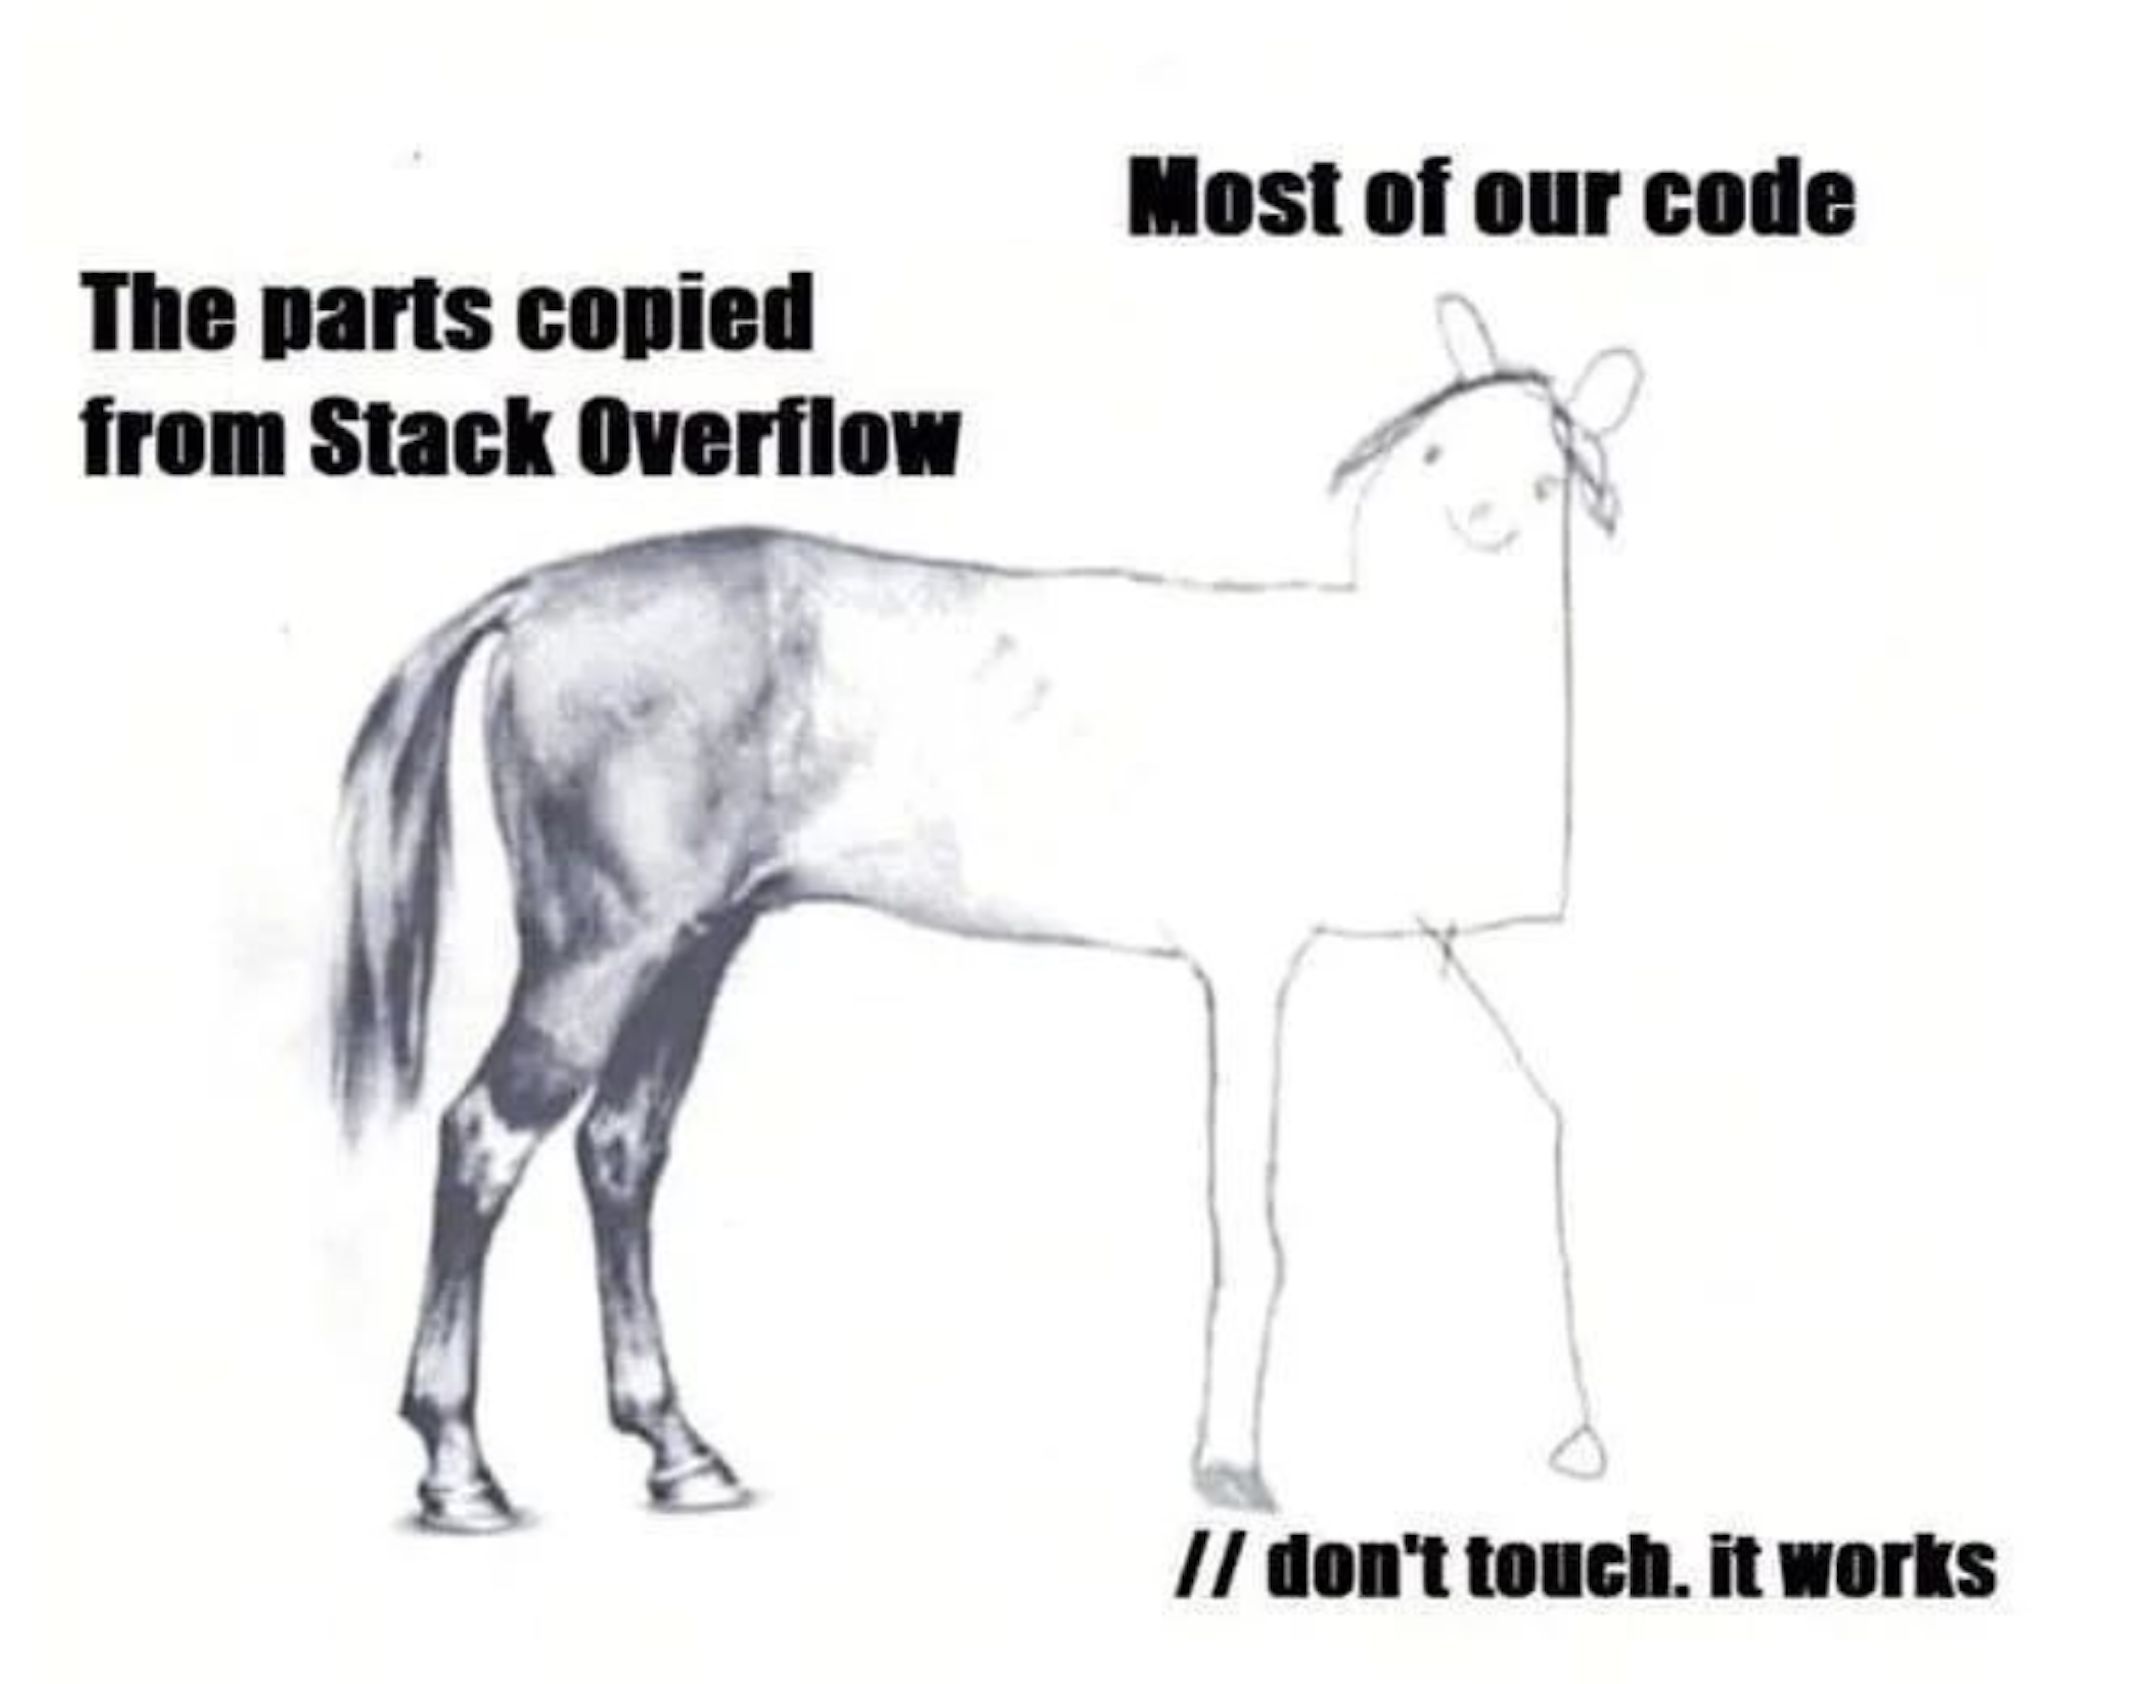 Most of our code
The parts copied
from Stack Overflow
// don't touch. it works